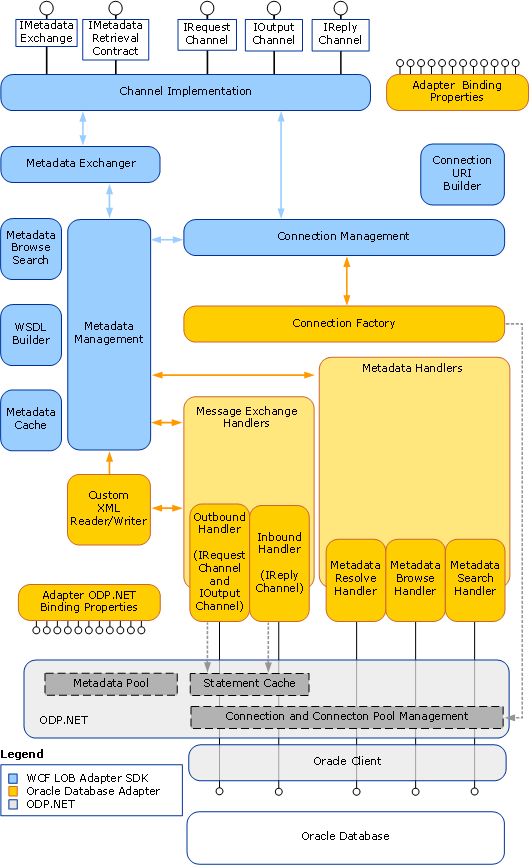 IMetadata
Exchange
IMetadata
Retrieval
Contract
IRequest
Channel
IOutput
Channel
IReply
Channel
Channel Implementation
Adapter Binding
Properties
Metadata Exchanger
Connection
URI
Builder
Metadata
Browse
Search
Metadata
Management
Connection Management
WSDL
Builder
Connection Factory
Metadata Handlers
Metadata
Cache
Message Exchange
Handlers
Custom
XML
Reader/Writer
Outbound
Handler
(IRequest
Channel
and
IOutput
Channel)
Inbound
Handler
(IReply
Channel)
Metadata
Resolve
Handler
Metadata
Browse
Handler
Metadata
Search
Handler
Adapter ODP.NET
Binding Properties
Metadata Pool
Statement Cache
ODP.NET
Connection and Connecton Pool Management
Legend
WCF LOB Adapter SDK
Oracle Database Adapter
ODP.NET
Oracle Client
Oracle Database